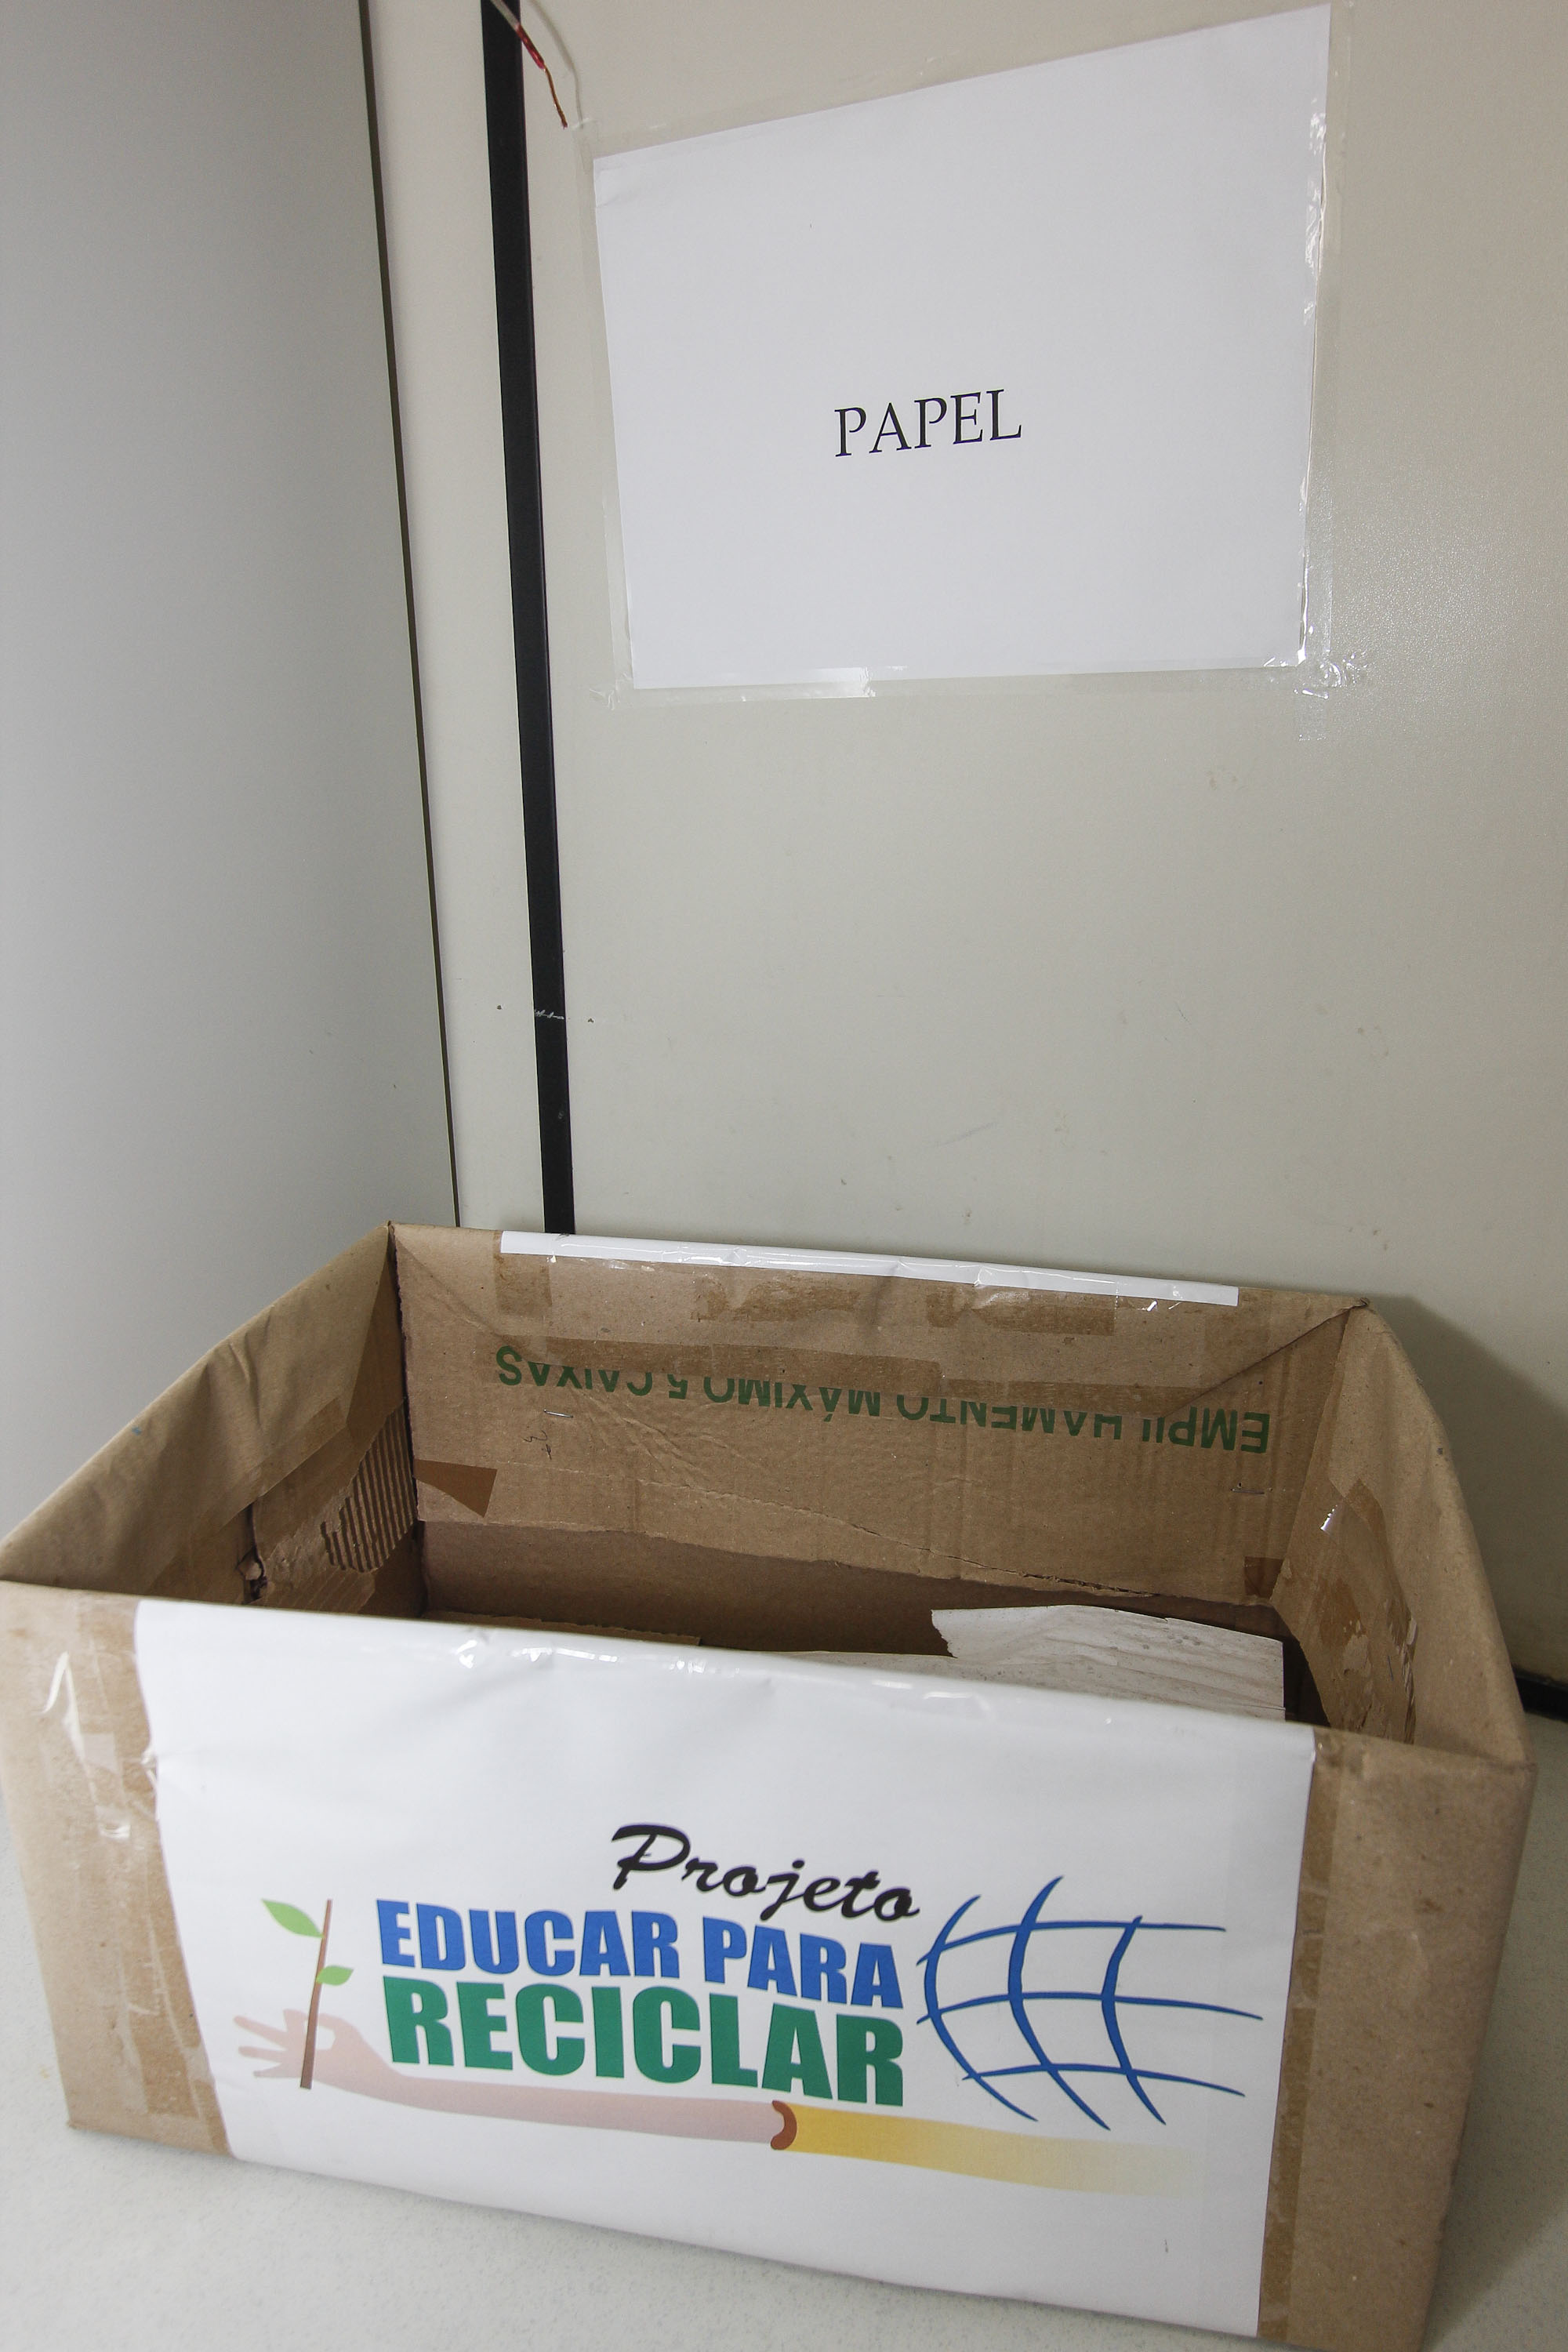 PAPEL
EMPILHAMENTO MÁXIMO 5 CAIXAS
Projeto
EDUCAR PARA
RECICLAR